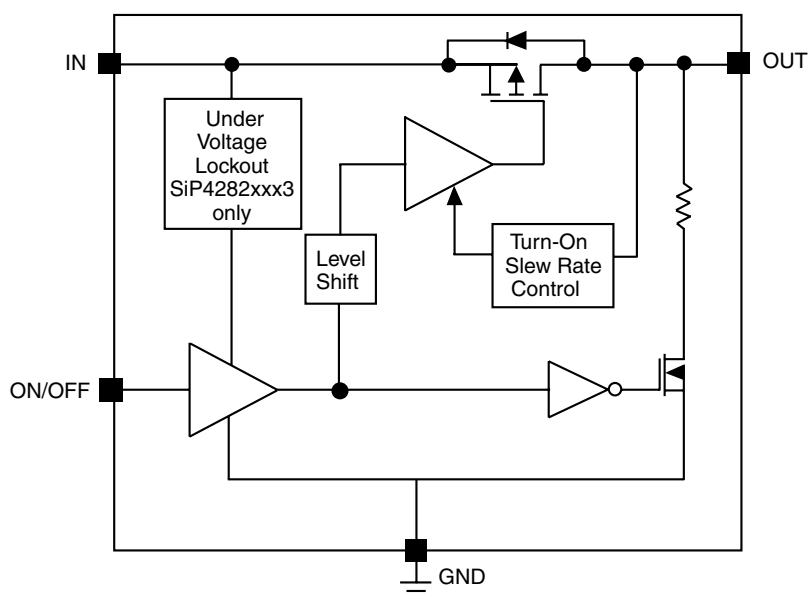 IN
OUT
Under
Voltage
Lockout
SiP4282xxx3
only
Level
Shift
Turn-On
Slew Rate
Control
ON/OFF
GND